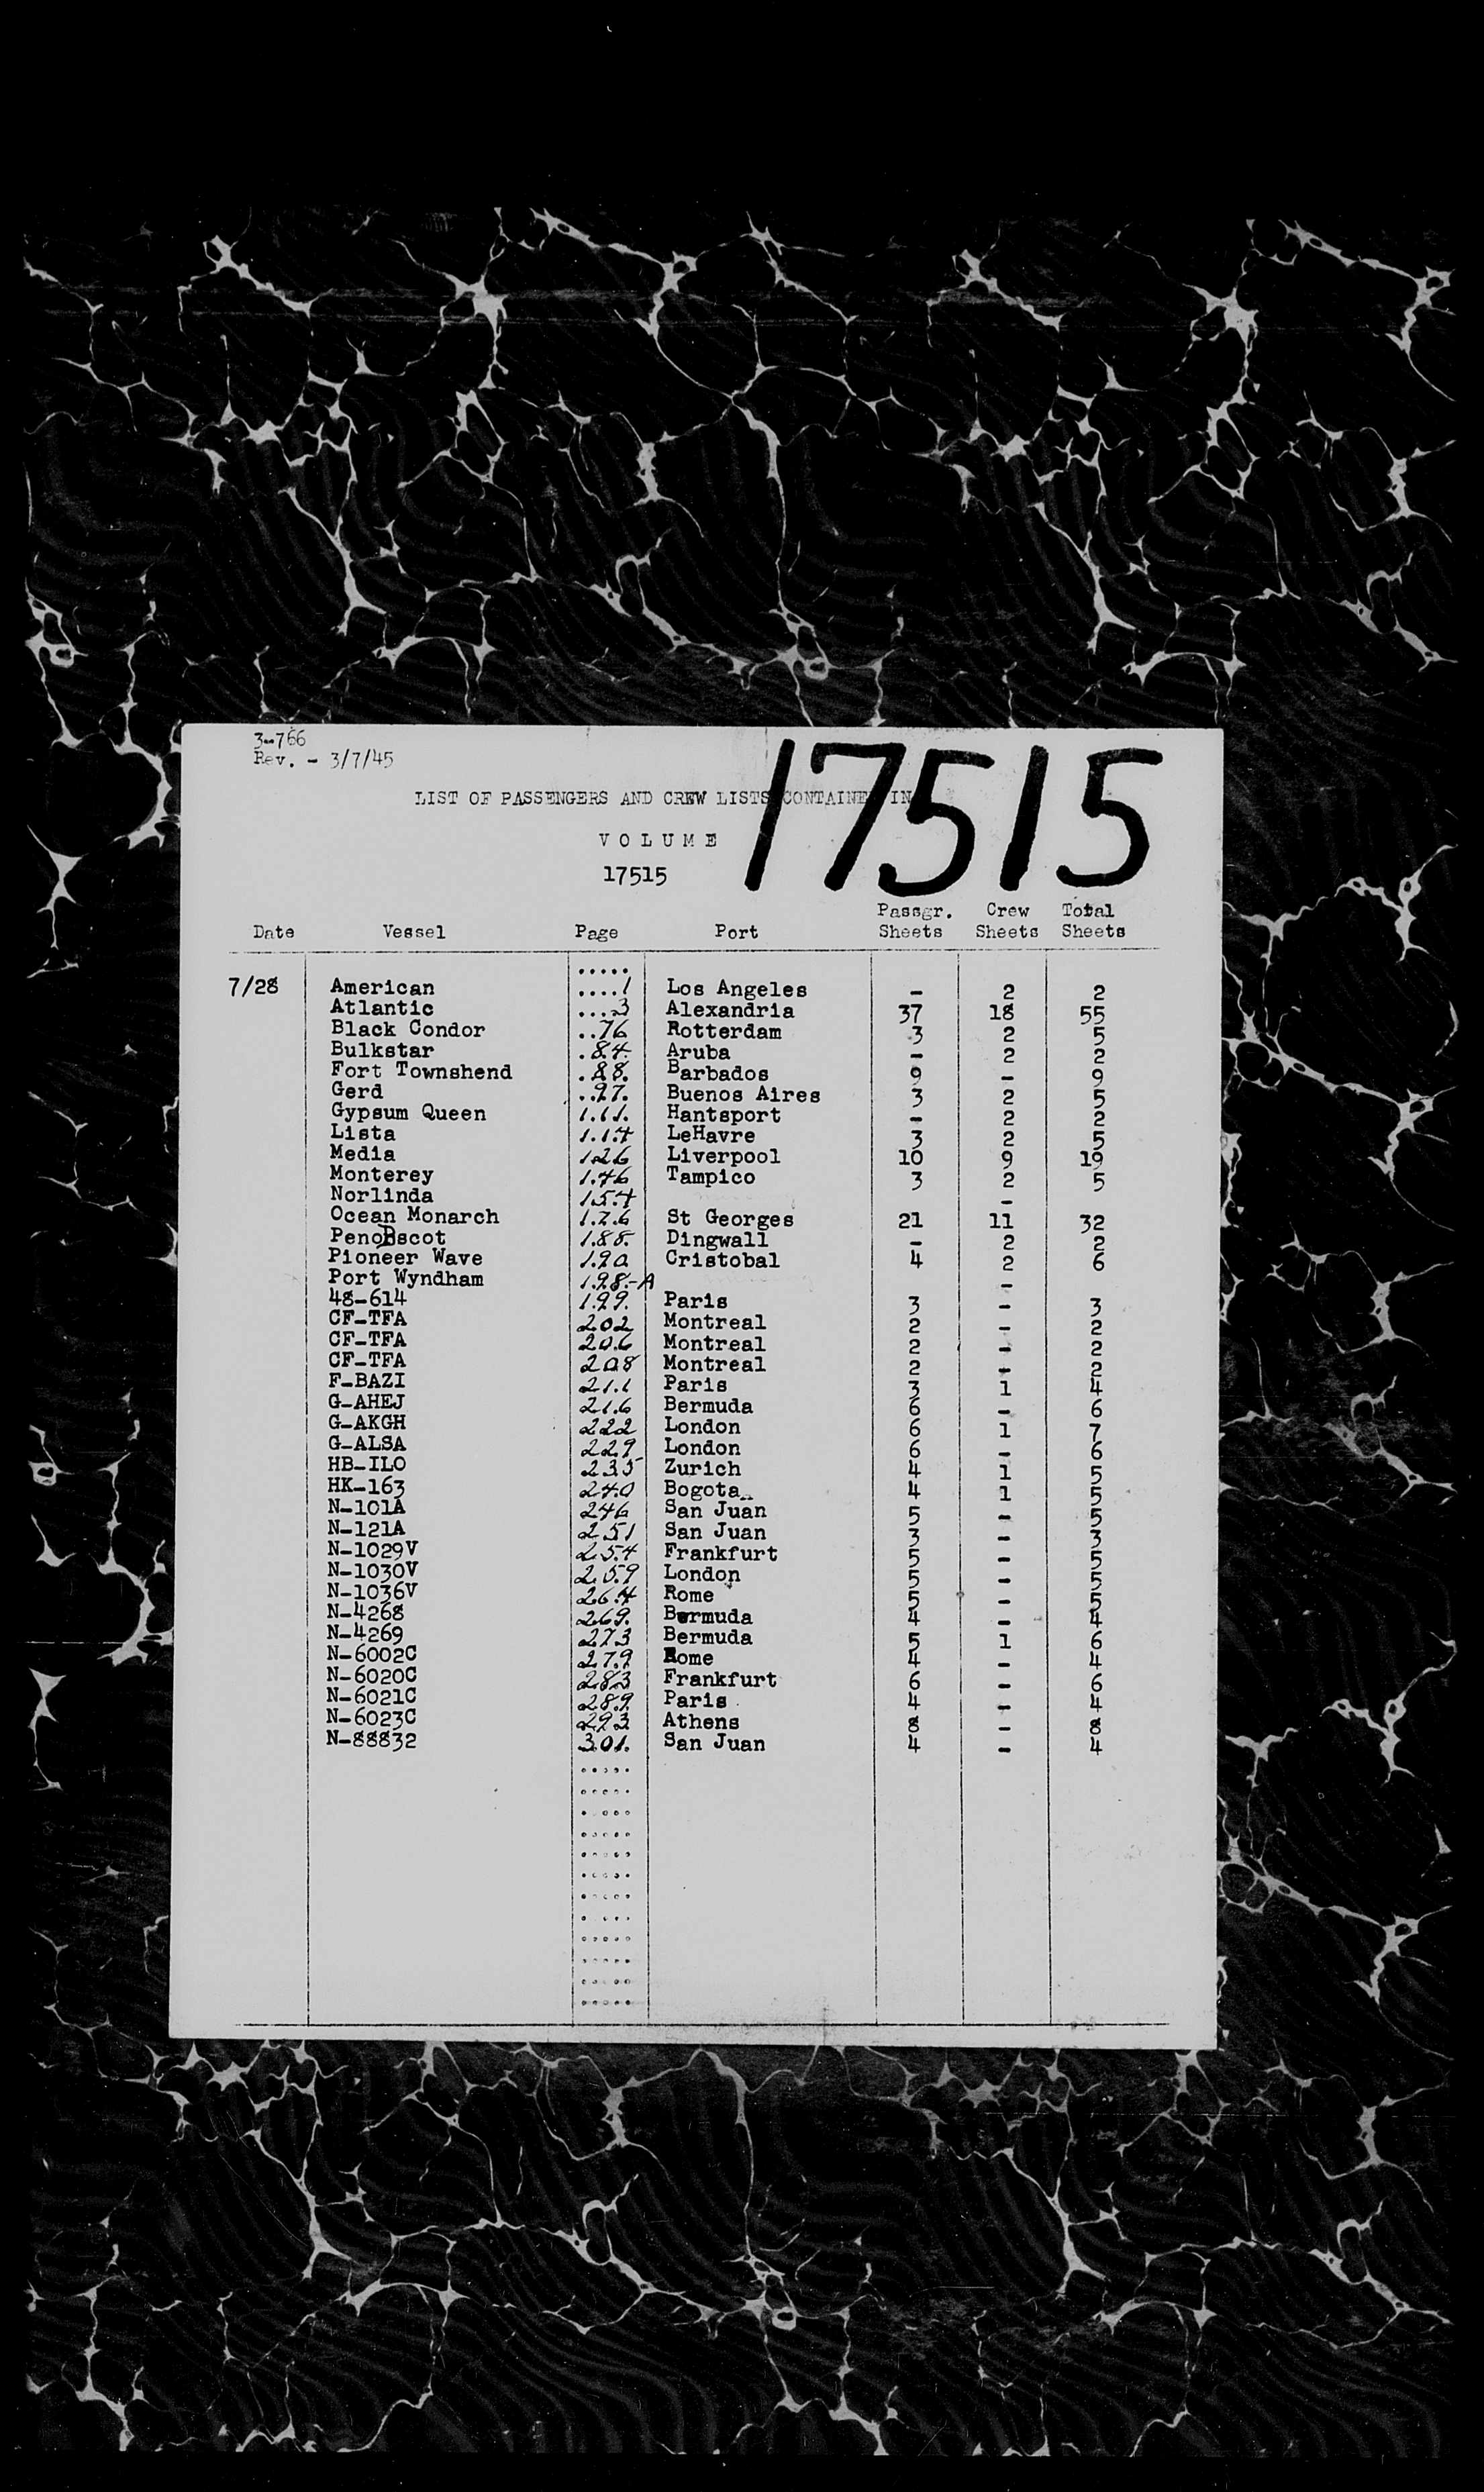 3-766
Rev. - 3/7/45
17515
LIST OF PASSENGERS AND CREW LISTS CONTAINED IN
VOLUME
17515
Date Vessel Page Port Passgr. Sheets Crew Sheets Total Sheets
7/28 American 1 Los Angeles - 2 2
Atlantic 3 Alexandria 37 18 55
Black Condor 76 Rotterdam 3 2 5
Bulkstar 84 Aruba - 2 2
Fort Townshend 88 Barbados 9 - 9
Gerd 97 Buenos Aires 3 2 5
Gypsum Queen 111 Hantsport - 2 2
Lista 114 LeHavre 3 2 5
Media 126 Liverpool 10 9 19
Monterey 146 Tampico 3 2 5
Norlinda 154 -
Ocean Monarch 176 St Georges 21 11 32
PenoBscot 188 Dingwall - 2 2
Pioneer Wave 190 Cristobal 4 2 6
Port Wyndham 198-A -
48-614 199 Paris 3 - 3
CF-TFA 202 Montreal 2 - 2
CF-TFA 206 Montreal 2 - 2
CF-TFA 208 Montreal 2 - 2
F-BAZI 211 Paris 3 1 4
G-AHEJ 216 Bermuda 6 - 6
G-AKGH 222 London 6 1 7
G-ALSA 229 London 6 - 6
HB-ILO 235 Zurich 4 1 5
HK-163 240 Bogota 4 1 5
N-101A 246 San Juan 5 - 5
N-121A 251 San Juan 3 - 3
N-1029V 254 Frankfurt 5 - 5
N-1030V 259 London 5 - 5
N-1036V 264 Rome 5 - 5
N-4268 269 Bermuda 4 - 4
N-4269 273 Bermuda 5 1 6
N-6002C 279 Rome 4 - 4
N-6020C 283 Frankfurt 6 - 6
N-6021C 289 Paris 4 - 4
N-6023C 293 Athens 8 - 8
N-88832 301 San Juan 4 - 4